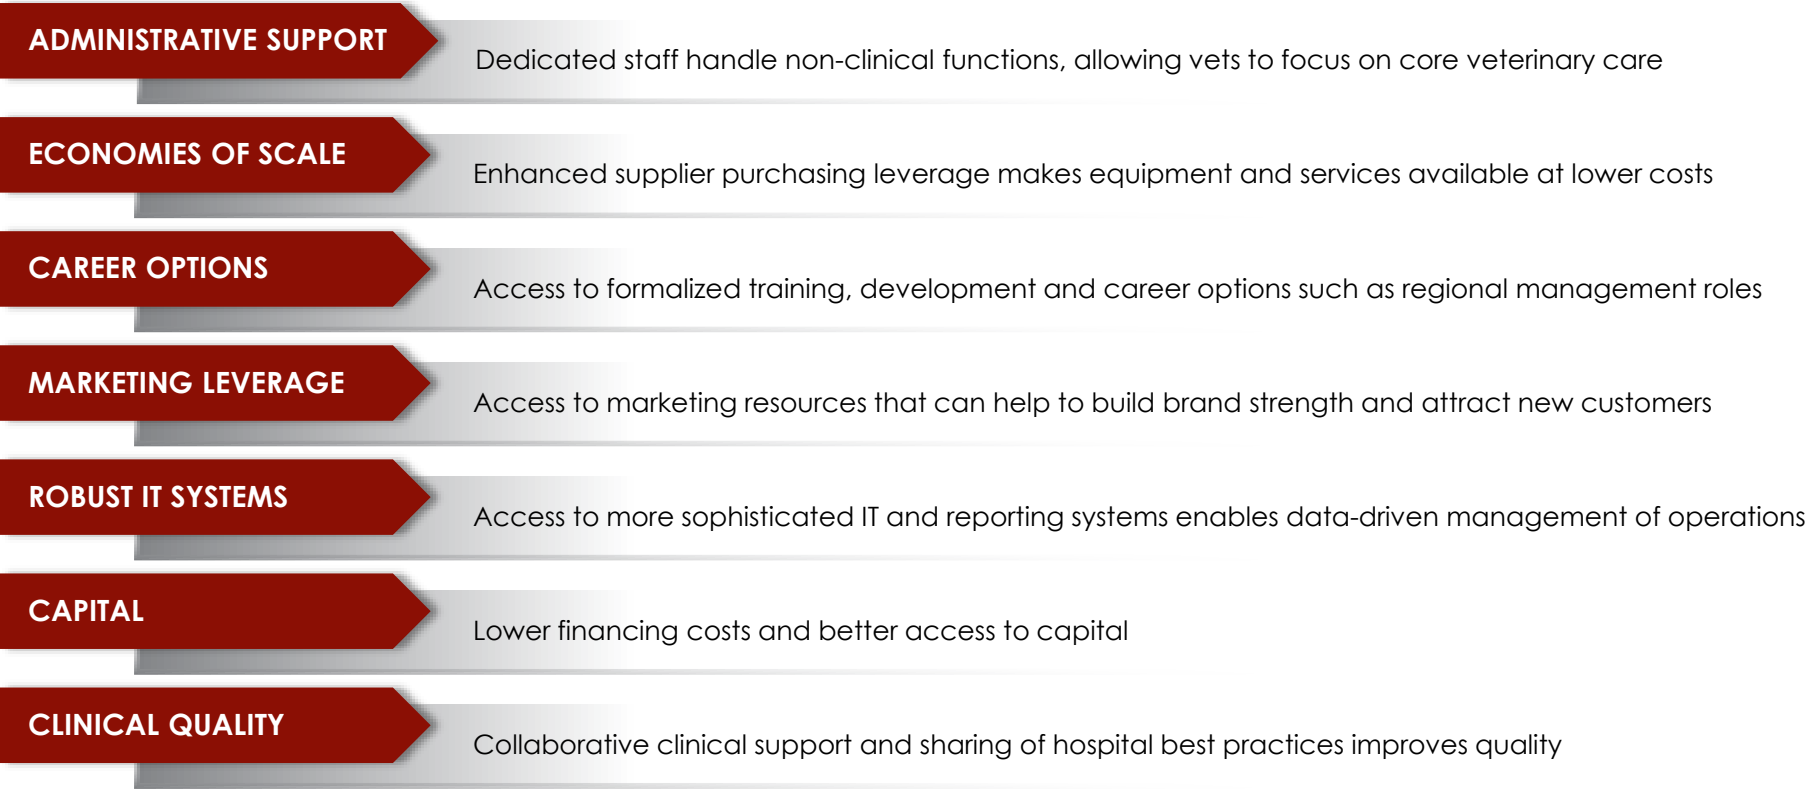 ADMINISTRATIVE SUPPORT
Dedicated staff handle non-clinical functions, allowing vets to focus on core veterinary care
ECONOMIES OF SCALE
Enhanced supplier purchasing leverage makes equipment and services available at lower costs
CAREER OPTIONS
Access to formalized training, development and career options such as regional management roles
MARKETING LEVERAGE
Access to marketing resources that can help to build brand strength and attract new customers
ROBUST IT SYSTEMS
Access to more sophisticated IT and reporting systems enables data-driven management of operations
CAPITAL
Lower financing costs and better access to capital
CLINICAL QUALITY
Collaborative clinical support and sharing of hospital best practices improves quality